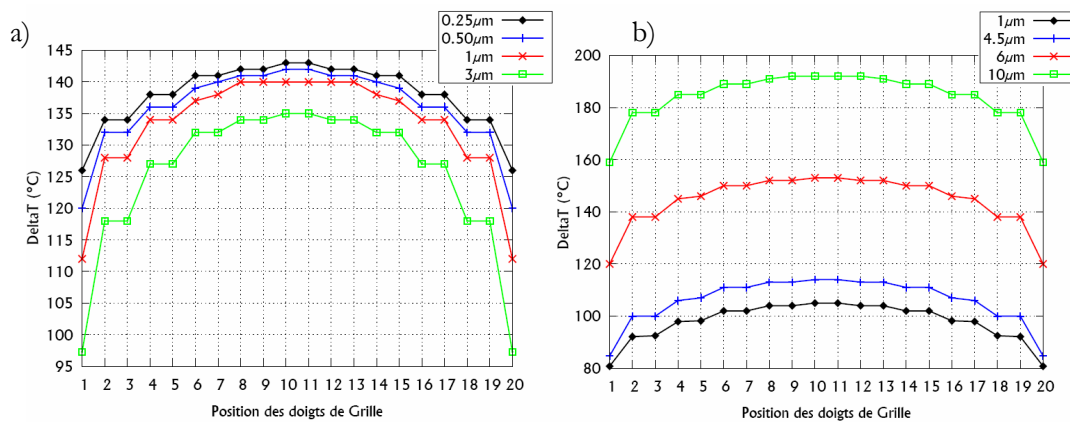 a)
0.25µm
0.50µm
1µm
3µm
145
140
135
130
125
120
115
110
105
100
95
DeltaT (°C)
1 2 3 4 5 6 7 8 9 10 11 12 13 14 15 16 17 18 19 20
Position des doigts de Grille
b)
1µm
4.5µm
6µm
10µm
200
180
160
140
120
100
80
DeltaT (°C)
1 2 3 4 5 6 7 8 9 10 11 12 13 14 15 16 17 18 19 20
Position des doigts de Grille